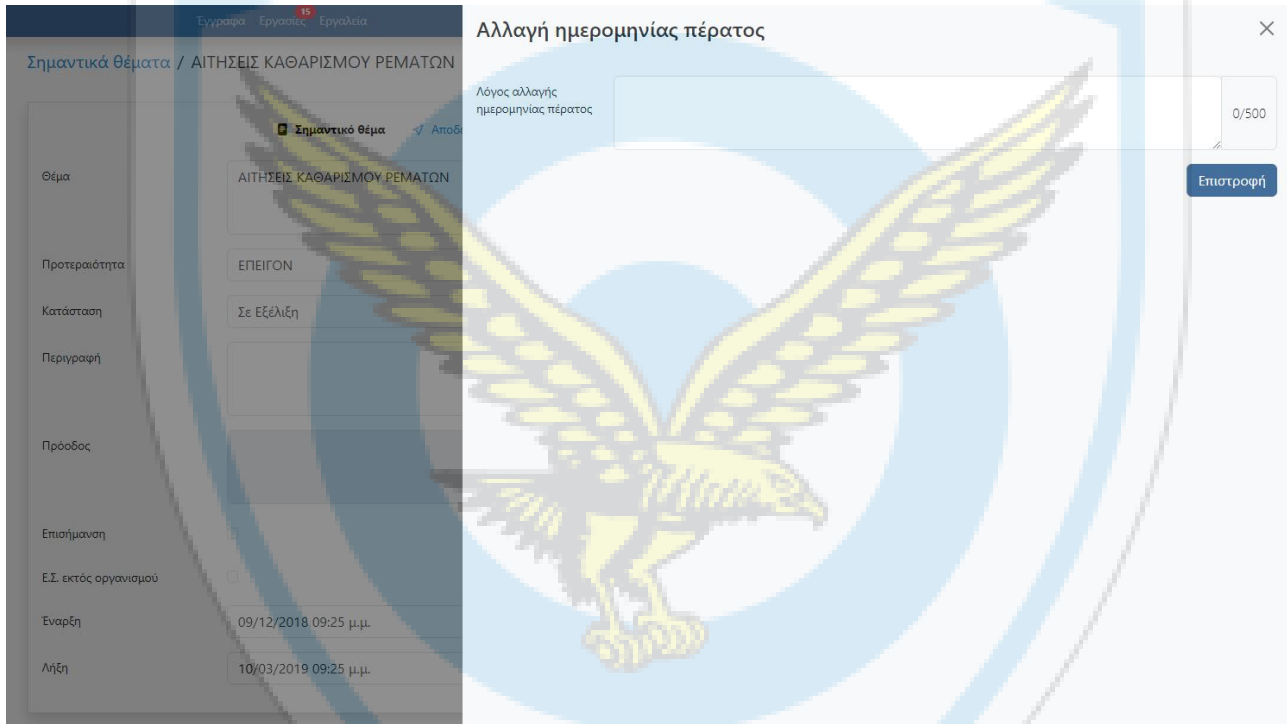 Έγγραφα Εργασίες 15 Εργαλεία
Σημαντικά θέματα / ΑΙΤΗΣΕΙΣ ΚΑΘΑΡΙΣΜΟΥ ΡΕΜΑΤΩΝ
Σημαντικό θέμα
Θέμα
ΑΙΤΗΣΕΙΣ ΚΑΘΑΡΙΣΜΟΥ ΡΕΜΑΤΩΝ
Προτεραιότητα
ΕΠΕΙΓΟΝ
Κατάσταση
Σε Εξέλιξη
Περιγραφή
Πρόοδος
Επισήμανση
Ε.Σ. εκτός οργανισμού
Έναρξη
09/12/2018 09:25 μ.μ.
Λήξη
10/03/2019 09:25 μ.μ.
Αλλαγή ημερομηνίας πέρατος
Λόγος αλλαγής
ημερομηνίας πέρατος
0/500
Επιστροφή